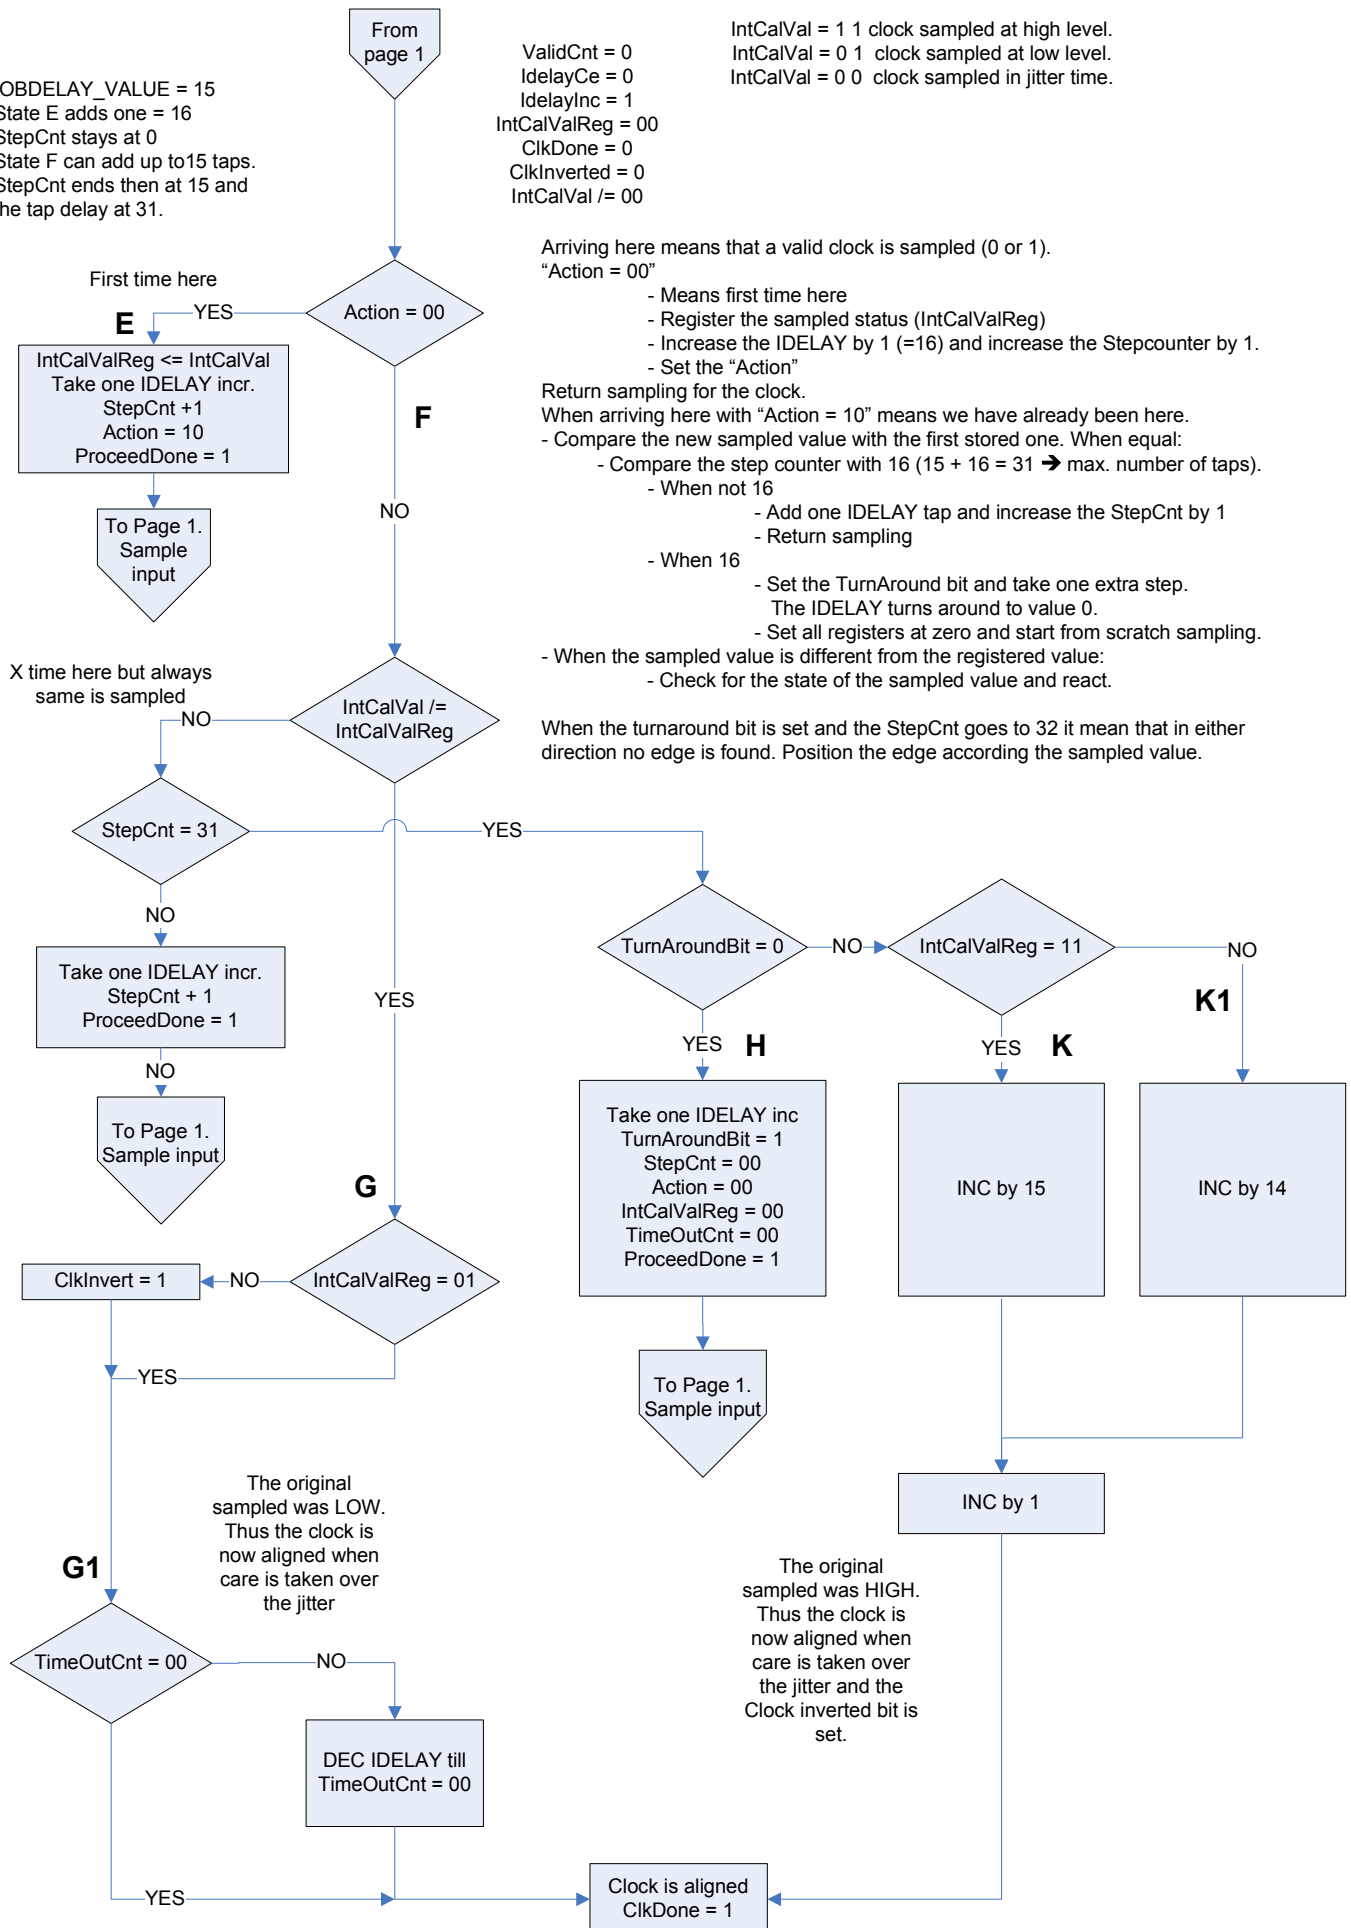 From
page 1
ValidCnt = 0
IdelayCe = 0
IdelayInc = 1
IntCalValReg = 00
ClkDone = 0
ClkInverted = 0
IntCalVal /= 00
IntCalVal = 1 1 clock sampled at high level.
IntCalVal = 0 1 clock sampled at low level.
IntCalVal = 0 0 clock sampled in jitter time.
OBDELAY_VALUE = 15
State E adds one = 16
StepCnt stays at 0
State F can add up to15 taps.
StepCnt ends then at 15 and
he tap delay at 31.
Arriving here means that a valid clock is sampled (0 or 1).
“Action = 00”
- Means first time here
- Register the sampled status (IntCalValReg)
- Increase the IDELAY by 1 (=16) and increase the Stepcounter by 1.
- Set the “Action”
Return sampling for the clock.
When arriving here with “Action = 10” means we have already been here.
- Compare the new sampled value with the first stored one. When equal:
- Compare the step counter with 16 (15 + 16 = 31 ➔ max. number of taps).
- When not 16
- Add one IDELAY tap and increase the StepCnt by 1
- Return sampling
- When 16
- Set the TurnAround bit and take one extra step.
The IDELAY turns around to value 0.
- Set all registers at zero and start from scratch sampling.
- When the sampled value is different from the registered value:
- Check for the state of the sampled value and react.
When the turnaround bit is set and the StepCnt goes to 32 it mean that in either
direction no edge is found. Position the edge according the sampled value.
First time here
YES
Action = 00
E
IntCalValReg <= IntCalVal
Take one IDELAY incr.
StepCnt +1
Action = 10
ProceedDone = 1
F
NO
To Page 1.
Sample
input
X time here but always
same is sampled
NO
IntCalVal /=
IntCalValReg
StepCnt = 31
YES
NO
Take one IDELAY incr.
StepCnt + 1
ProceedDone = 1
NO
To Page 1.
Sample input
YES
TurnAroundBit = 0
NO
IntCalValReg = 11
NO
K1
YES
H
YES
K
Take one IDELAY inc
TurnAroundBit = 1
StepCnt = 00
Action = 00
IntCalValReg = 00
TimeOutCnt = 00
ProceedDone = 1
INC by 15
INC by 14
G
ClkInvert = 1
NO
IntCalValReg = 01
YES
To Page 1.
Sample input
INC by 1
The original
sampled was LOW.
Thus the clock is
now aligned when
care is taken over
the jitter
G1
TimeOutCnt = 00
NO
The original
sampled was HIGH.
Thus the clock is
now aligned when
care is taken over
the jitter and the
Clock inverted bit is
set.
DEC IDELAY till
TimeOutCnt = 00
YES
Clock is aligned
ClkDone = 1